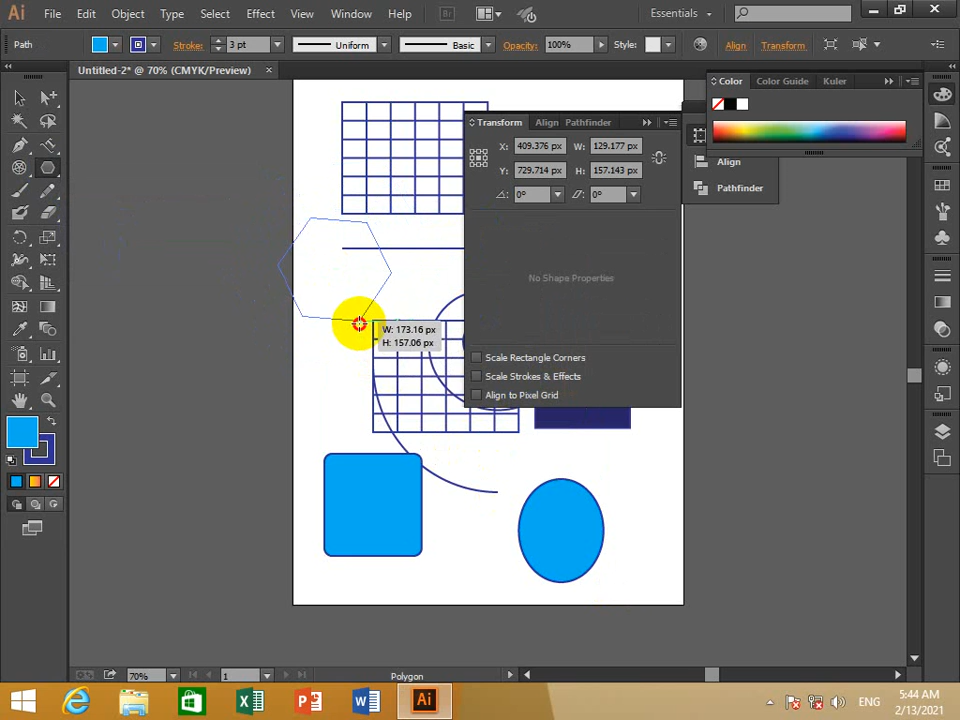 Ai File Edit Object Type Select Effect View Window Help Br Essentials
Path Stroke: 3 pt Uniform Basic Opacity: 100% Style: Align Transform
Untitled-2* @ 70% (CMYK/Preview)
Color Color Guide Kuler
Transform Align Pathfinder
X: 409.376 px W: 129.177 px
Y: 729.714 px H: 157.143 px
0° 0°
Align
Pathfinder
No Shape Properties
W: 173.16 px
H: 157.06 px
Scale Rectangle Corners
Scale Strokes & Effects
Align to Pixel Grid
70% 1 Polygon
Ai ENG 5:44 AM
2/13/2021